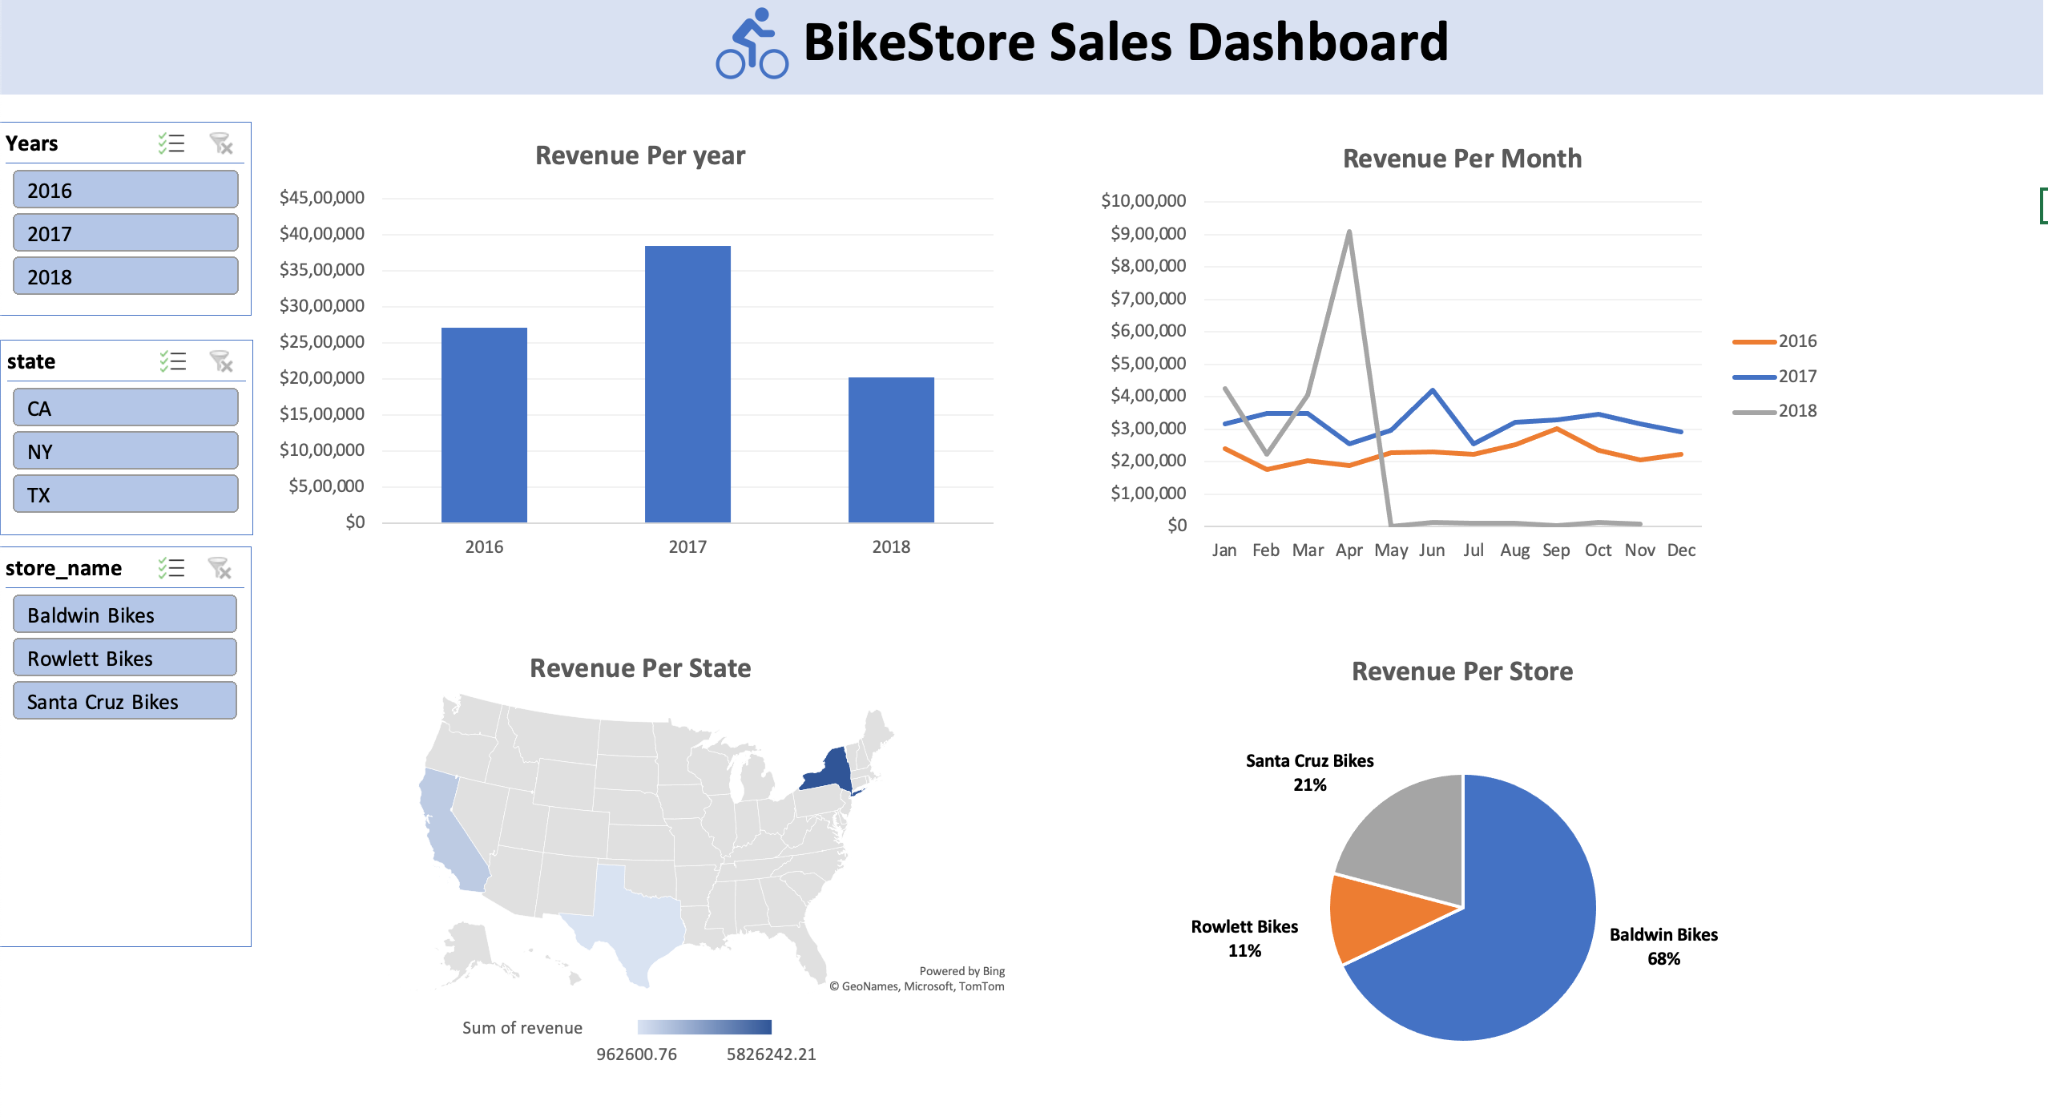 BikeStore Sales Dashboard
Years
2016
2017
2018
state
CA
NY
TX
store_name
Baldwin Bikes
Rowlett Bikes
Santa Cruz Bikes
Revenue Per year
$45,00,000
$40,00,000
$35,00,000
$30,00,000
$25,00,000
$20,00,000
$15,00,000
$10,00,000
$5,00,000
$0
2016 2017 2018
Revenue Per Month
$10,00,000
$9,00,000
$8,00,000
$7,00,000
$6,00,000
$5,00,000
$4,00,000
$3,00,000
$2,00,000
$1,00,000
$0
Jan Feb Mar Apr May Jun Jul Aug Sep Oct Nov Dec
2016
2017
2018
Revenue Per State
Powered by Bing
© GeoNames, Microsoft, TomTom
Sum of revenue
962600.76 5826242.21
Revenue Per Store
Santa Cruz Bikes
21%
Rowlett Bikes
11%
Baldwin Bikes
68%